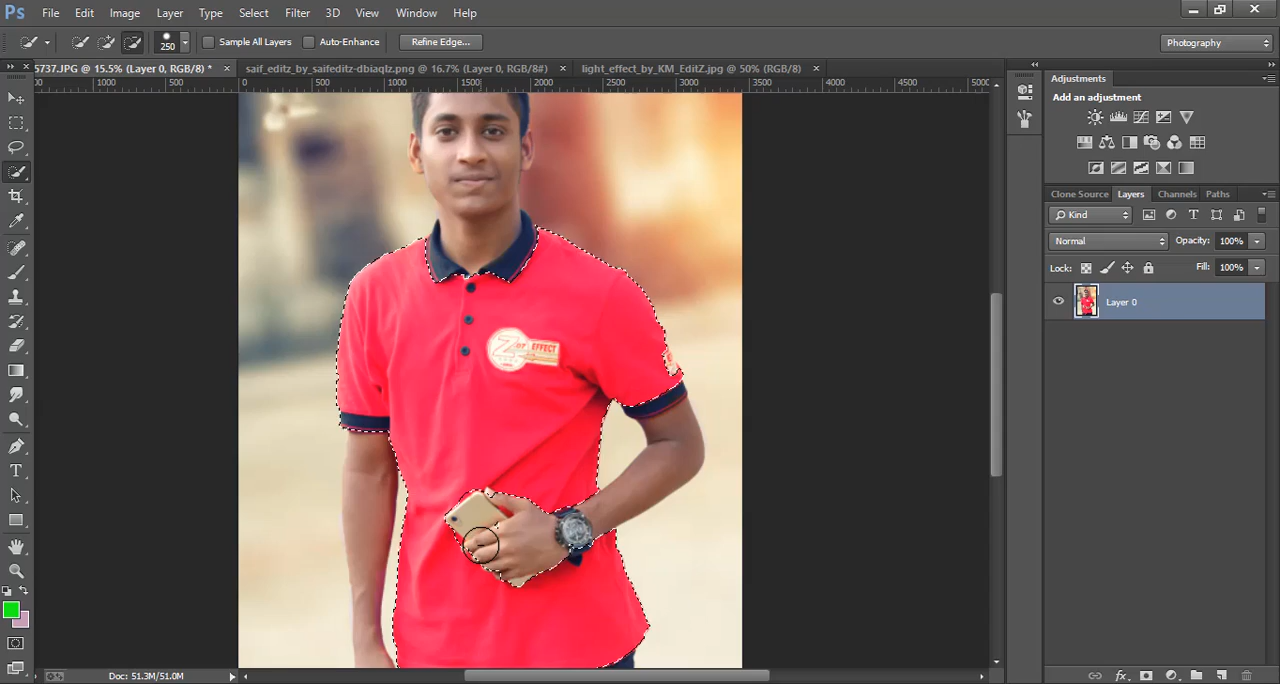 Ps File Edit Image Layer Type Select Filter 3D View Window Help
250 Sample All Layers Auto-Enhance Refine Edge... Photography
5737.JPG @ 15.5% (Layer 0, RGB/8) * × saif_editz_by_saifeditz-dbiaqlz.png @ 16.7% (Layer 0, RGB/8#) × light_effect_by_KM_EditZ.jpg @ 50% (RGB/8) ×
1000 500 0 500 1000 1500 2000 2500 3000 3500 4000 4500 5000
Adjustments
Add an adjustment
Clone Source Layers Channels Paths
Kind
Normal Opacity: 100%
Lock: Fill: 100%
Layer 0
EFFECT
Doc: 51.3M/51.0M